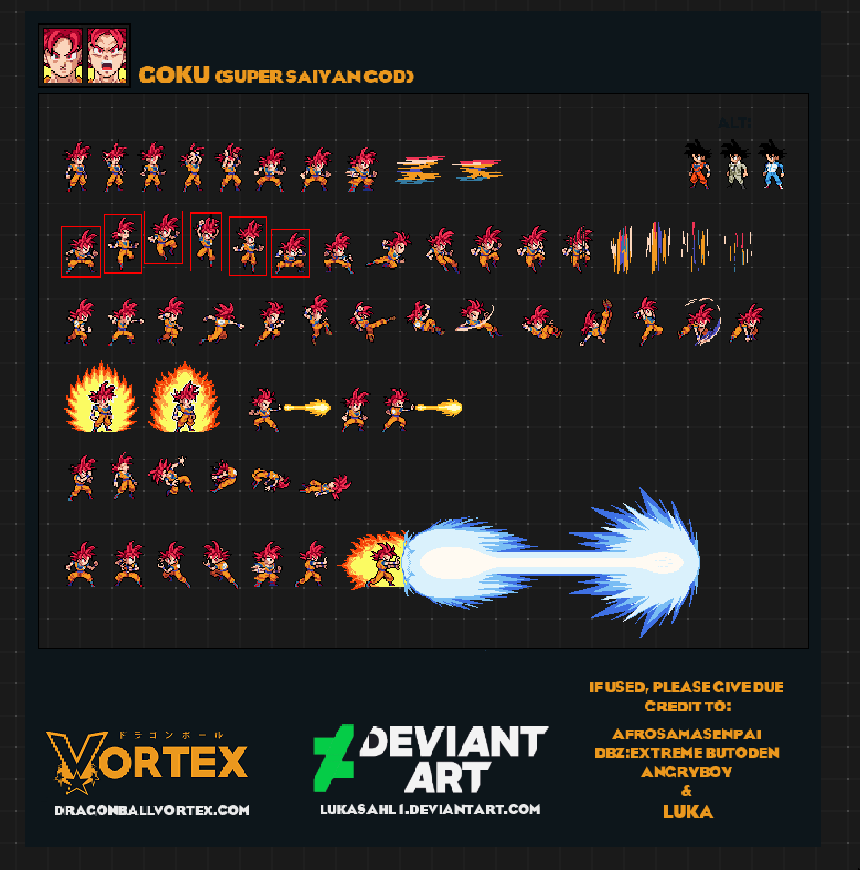 GOKU (SUPER SAIYAN GOD)
ALT:
IF USED, PLEASE GIVE DUE
CREDIT TO:
AFROSAMASENPAI
DBZ:EXTREME BUTODEN
ANGRYBOY
&
LUKA
ドラゴンボール
VORTEX
DRAGONBALLVORTEX.COM
DEVIANT
ART
LUKASAHL1.DEVIANTART.COM